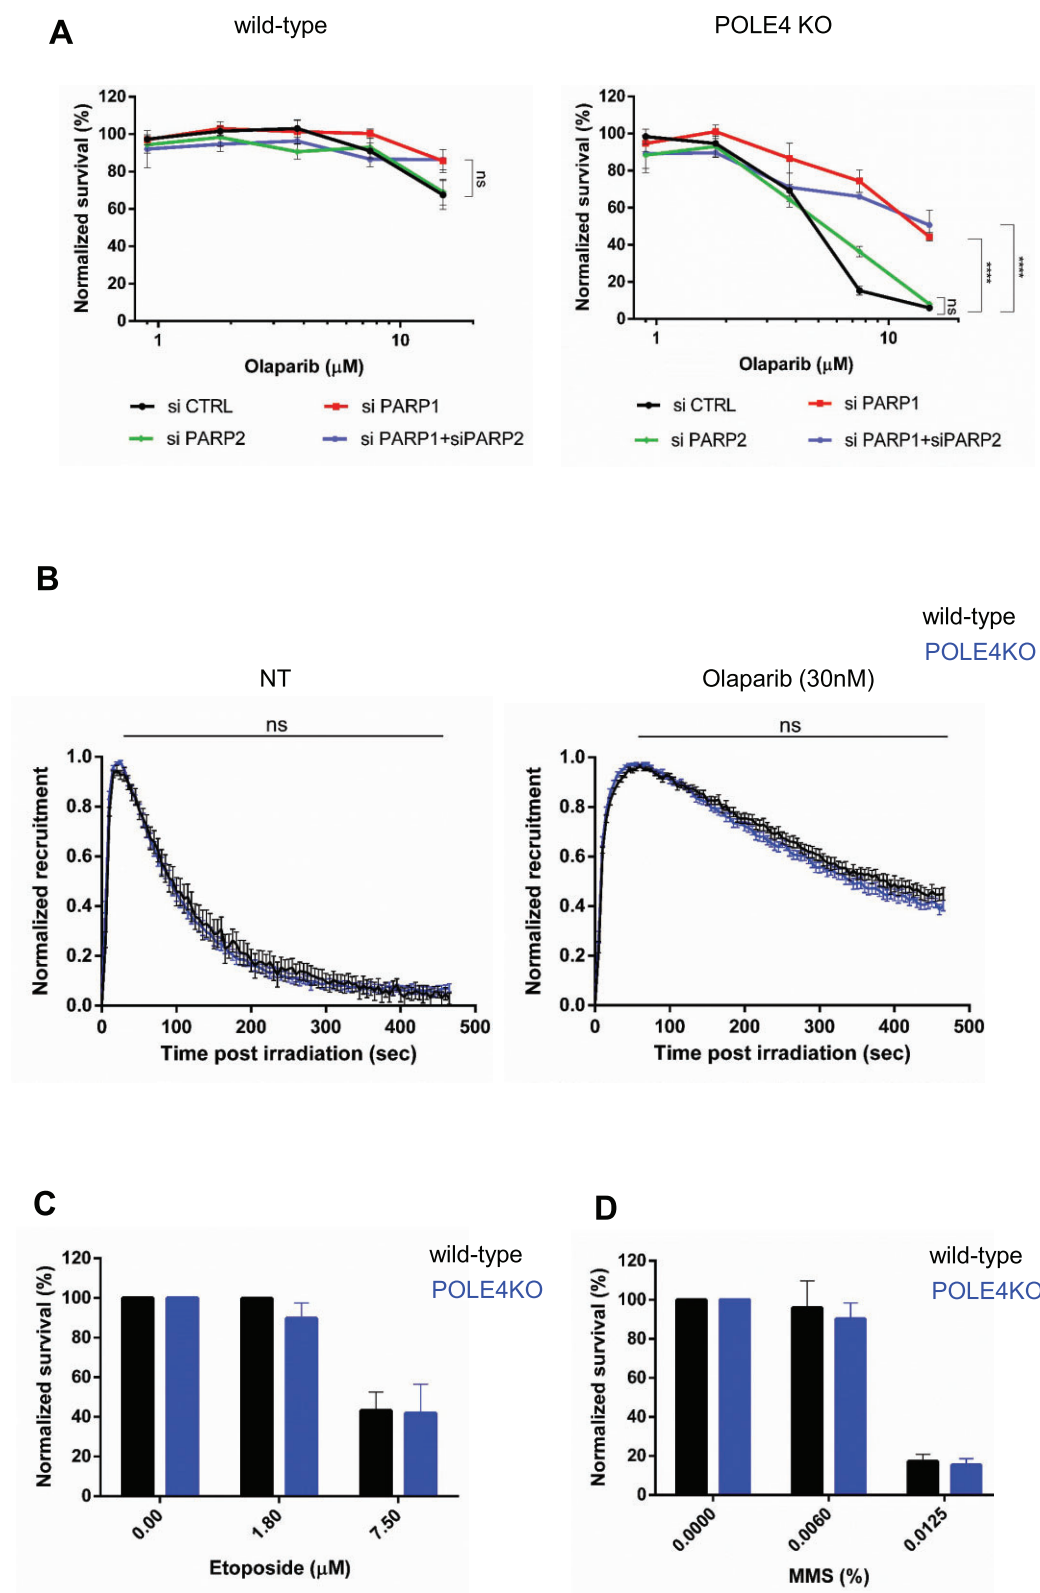 A
wild-type
POLE4 KO
Normalized survival (%)
120
100
80
60
40
20
0
ns
1
10
Olaparib (μM)
si CTRL
si PARP1
si PARP2
si PARP1+siPARP2
Normalized survival (%)
120
100
80
60
40
20
0
ns
****
****
1
10
Olaparib (μM)
si CTRL
si PARP1
si PARP2
si PARP1+siPARP2
B
wild-type
POLE4KO
NT
ns
Normalized recruitment
1.0
0.8
0.6
0.4
0.2
0.0
0
100
200
300
400
500
Time post irradiation (sec)
Olaparib (30nM)
ns
Normalized recruitment
1.0
0.8
0.6
0.4
0.2
0.0
0
100
200
300
400
500
Time post irradiation (sec)
C
wild-type
POLE4KO
Normalized survival (%)
120
100
80
60
40
20
0
0.00
1.80
7.50
Etoposide (μM)
D
wild-type
POLE4KO
Normalized survival (%)
120
100
80
60
40
20
0
0.0000
0.0060
0.0125
MMS (%)